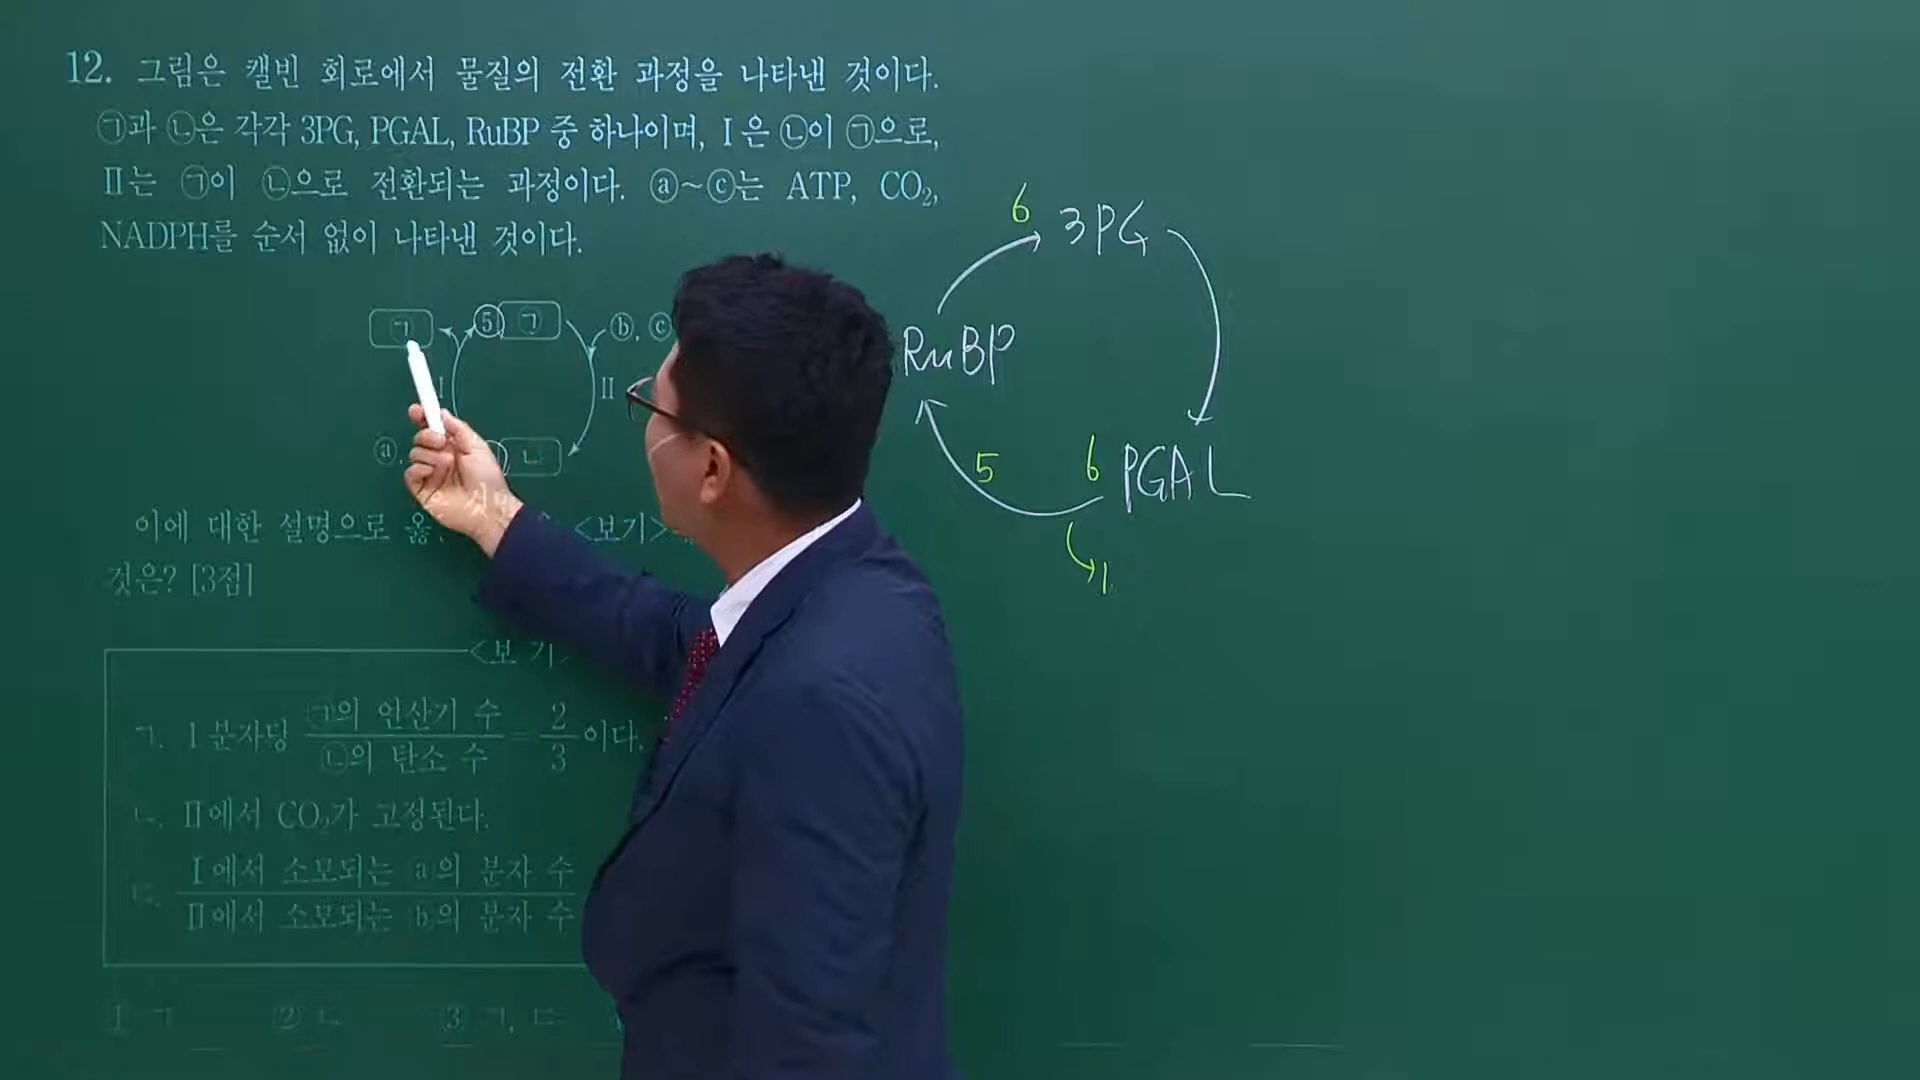 12. 그림은 캘빈 회로에서 물질의 전환 과정을 나타낸 것이다.
㉠과 ㉡은 각각 3PG, PGAL, RuBP 중 하나이며, Ⅰ은 ㉡이 ㉠으로,
Ⅱ는 ㉠이 ㉡으로 전환되는 과정이다. ⓐ~ⓒ는 ATP, CO₂,
NADPH를 순서 없이 나타낸 것이다.
㉠ 5 ㉠ ⓑ, ⓒ
Ⅰ Ⅱ
ⓐ, ㉡
이에 대한 설명으로 옳 <보기>
것은? [3점]
<보 기>
ㄱ. 1분자당 ㉠의 인산기 수 / ㉡의 탄소 수 = 2/3 이다.
ㄴ. Ⅱ에서 CO₂가 고정된다.
ㄷ. Ⅰ에서 소모되는 ⓐ의 분자 수 / Ⅱ에서 소모되는 ⓑ의 분자 수
① ㄱ ② ㄴ ③ ㄱ, ㄷ
6 3PG
RuBP
5 6 PGAL
1